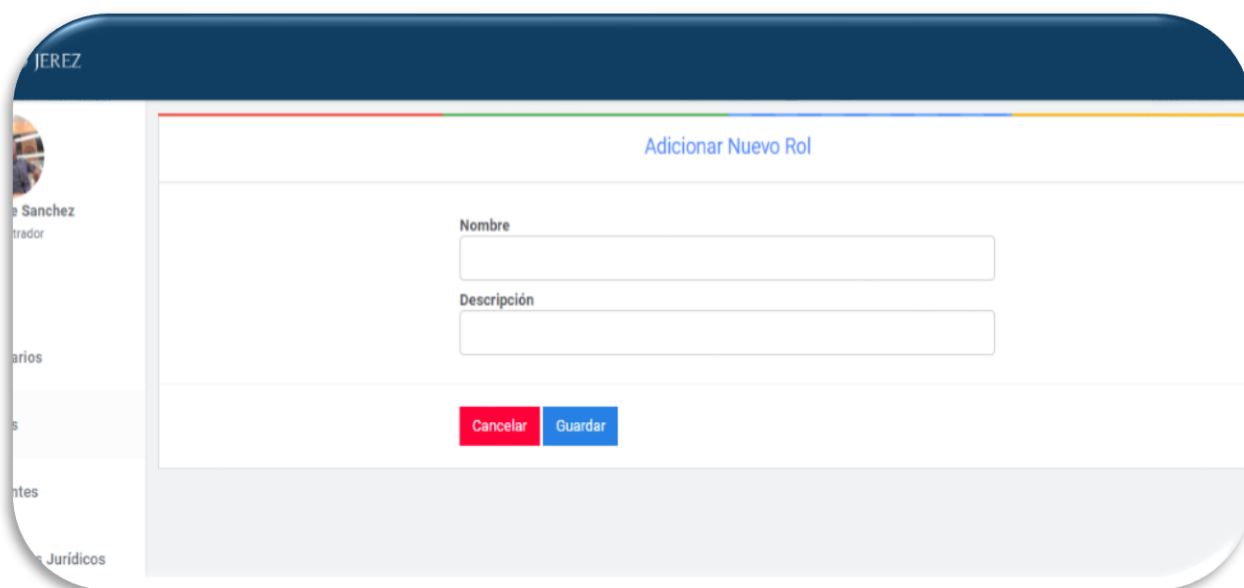 JEREZ
Adicionar Nuevo Rol
Sanchez
Nombre
Descripción
Cancelar Guardar
Jurídicos